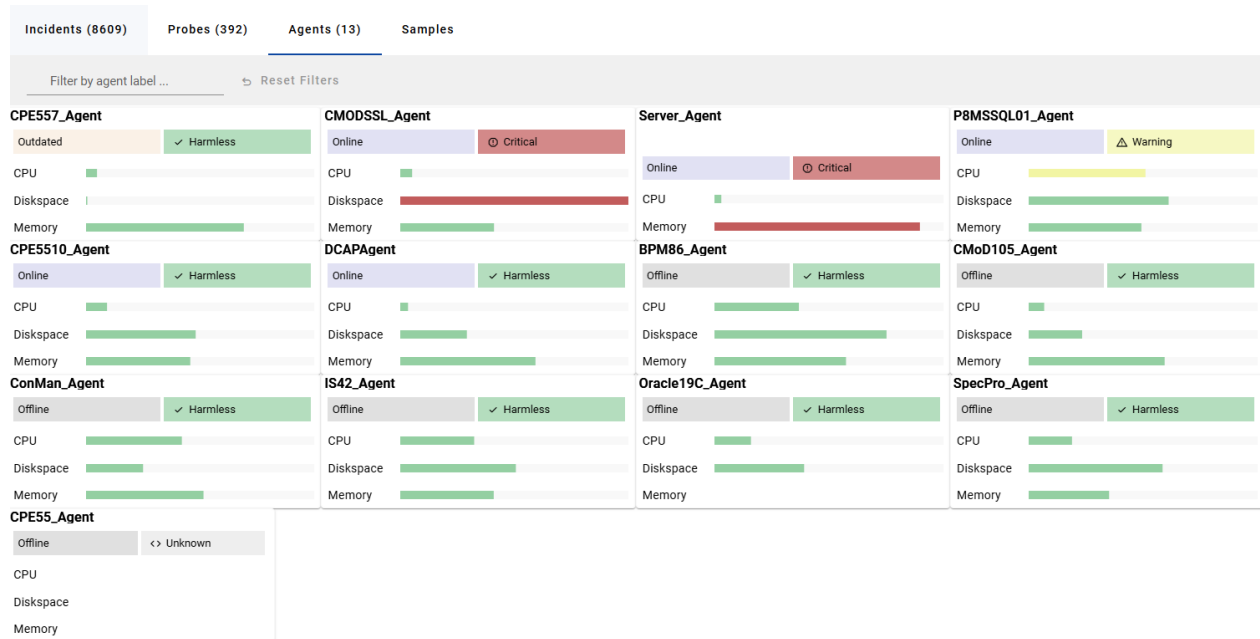 Incidents (8609) Probes (392) Agents (13) Samples
Filter by agent label ... Reset Filters
CPE557_Agent
Outdated Harmless
CPU
Diskspace
Memory
CMODSSL_Agent
Online Critical
CPU
Diskspace
Memory
Server_Agent
Online Critical
CPU
Memory
P8MSSQL01_Agent
Online Warning
CPU
Diskspace
Memory
CPE5510_Agent
Online Harmless
CPU
Diskspace
Memory
DCAPAgent
Online Harmless
CPU
Diskspace
Memory
BPM86_Agent
Offline Harmless
CPU
Diskspace
Memory
CMoD105_Agent
Offline Harmless
CPU
Diskspace
Memory
ConMan_Agent
Offline Harmless
CPU
Diskspace
Memory
IS42_Agent
Offline Harmless
CPU
Diskspace
Memory
Oracle19C_Agent
Offline Harmless
CPU
Diskspace
Memory
SpecPro_Agent
Offline Harmless
CPU
Diskspace
Memory
CPE55_Agent
Offline Unknown
CPU
Diskspace
Memory